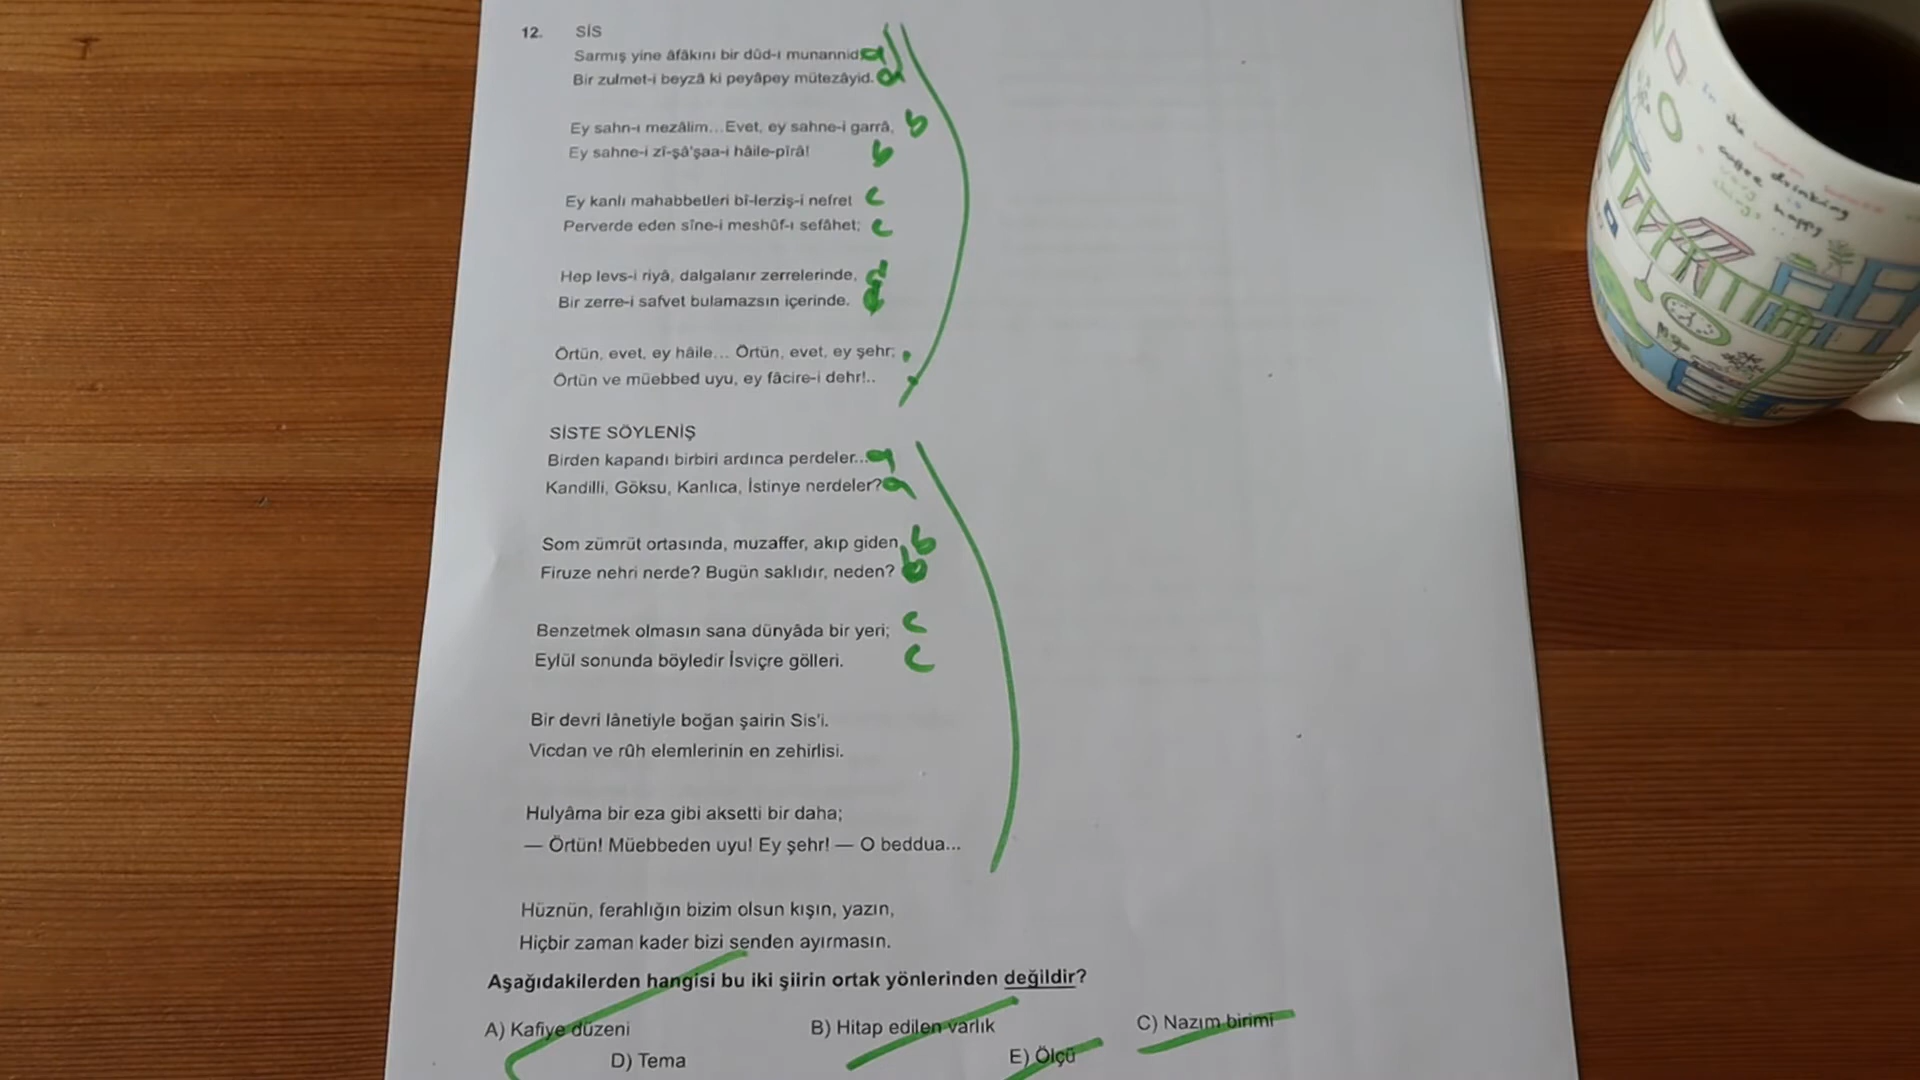 12. SİS
Sarmış yine âfâkını bir dûd-ı munannid a
Bir zulmet-i beyzâ ki peyâpey mütezâyid. a
Ey sahn-ı mezâlim...Evet, ey sahne-i garrâ, b
Ey sahne-i zî-şâ'şaa-i hâile-pîrâ! b
Ey kanlı mahabbetleri bî-lerziş-i nefret c
Perverde eden sîne-i meshûf-ı sefâhet; c
Hep levs-i riyâ, dalgalanır zerrelerinde, d
Bir zerre-i safvet bulamazsın içerinde. d
Örtün, evet, ey hâile... Örtün, evet, ey şehr;
Örtün ve müebbed uyu, ey fâcire-i dehr!..
SİSTE SÖYLENİŞ
Birden kapandı birbiri ardınca perdeler... a
Kandilli, Göksu, Kanlıca, İstinye nerdeler? a
Som zümrüt ortasında, muzaffer, akıp giden b
Firuze nehri nerde? Bugün saklıdır, neden? b
Benzetmek olmasın sana dünyâda bir yeri; c
Eylül sonunda böyledir İsviçre gölleri. c
Bir devri lânetiyle boğan şairin Sis'i.
Vicdan ve rûh elemlerinin en zehirlisi.
Hulyâma bir eza gibi aksetti bir daha;
— Örtün! Müebbeden uyu! Ey şehr! — O beddua...
Hüznün, ferahlığın bizim olsun kışın, yazın,
Hiçbir zaman kader bizi senden ayırmasın.
Aşağıdakilerden hangisi bu iki şiirin ortak yönlerinden değildir?
A) Kafiye düzeni B) Hitap edilen varlık C) Nazım birimi
D) Tema E) Ölçü